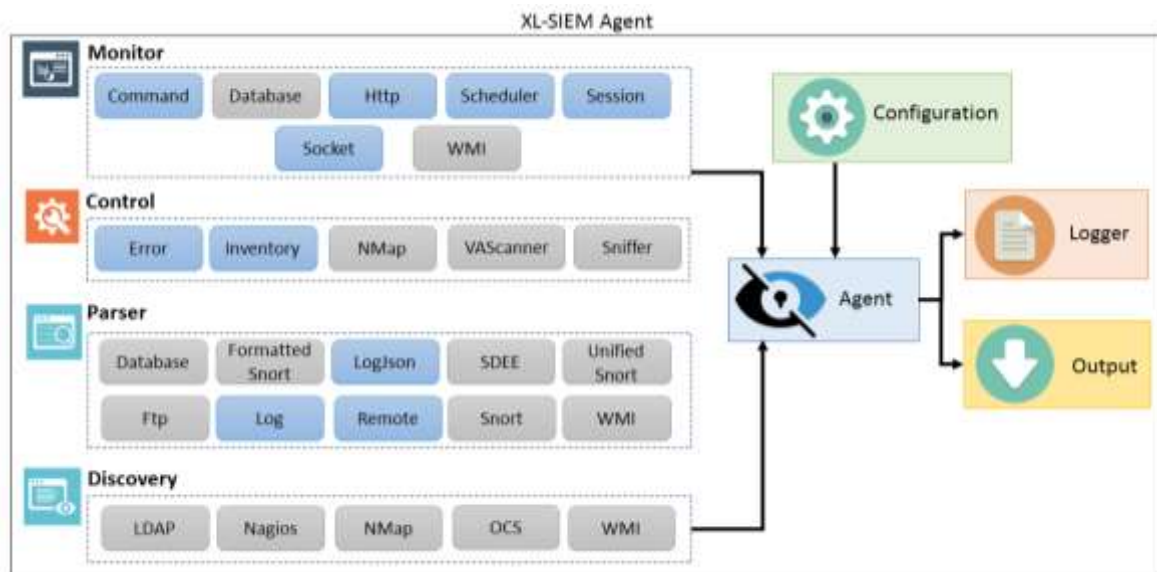 XL-SIEM Agent
Monitor
Command Database Http Scheduler Session
Socket WMI
Configuration
Control
Error Inventory NMap VAScanner Sniffer
Logger
Agent
Parser
Database Formatted Snort LogJson SDEE Unified Snort
Output
Ftp Log Remote Snort WMI
Discovery
LDAP Nagios NMap OCS WMI